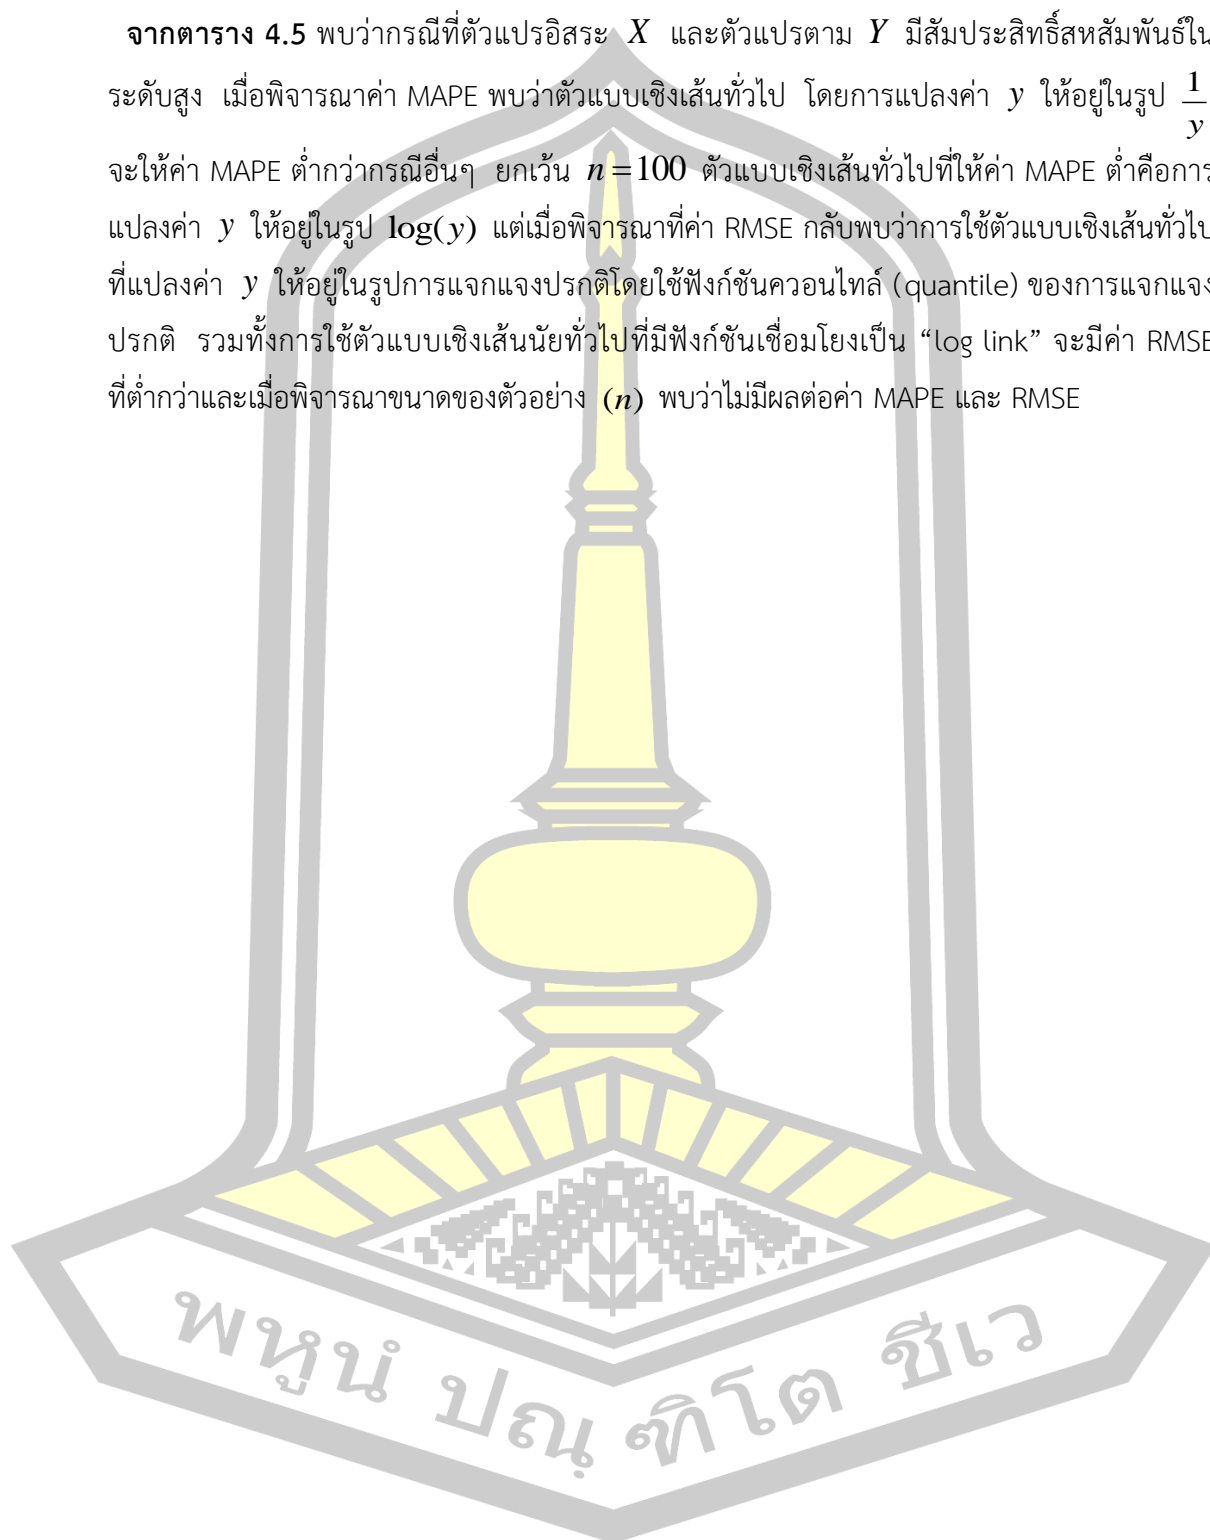 จากตาราง 4.5 พบว่ากรณีที่ตัวแปรอิสระ X และตัวแปรตาม Y มีสัมประสิทธิ์สหสัมพันธ์ใน
ระดับสูง เมื่อพิจารณาค่า MAPE พบว่าตัวแบบเชิงเส้นทั่วไป โดยการแปลงค่า y ให้อยู่ในรูป 1/y
จะให้ค่า MAPE ต่ำกว่ากรณีอื่นๆ ยกเว้น n=100 ตัวแบบเชิงเส้นทั่วไปที่ให้ค่า MAPE ต่ำคือการ
แปลงค่า y ให้อยู่ในรูป log(y) แต่เมื่อพิจารณาที่ค่า RMSE กลับพบว่าการใช้ตัวแบบเชิงเส้นทั่วไป
ที่แปลงค่า y ให้อยู่ในรูปการแจกแจงปรกติโดยใช้ฟังก์ชันควอนไทล์ (quantile) ของการแจกแจง
ปรกติ รวมทั้งการใช้ตัวแบบเชิงเส้นนัยทั่วไปที่มีฟังก์ชันเชื่อมโยงเป็น “log link” จะมีค่า RMSE
ที่ต่ำกว่าและเมื่อพิจารณาขนาดของตัวอย่าง (n) พบว่าไม่มีผลต่อค่า MAPE และ RMSE
พหูนํ ปณฺฑิโต ชีเว